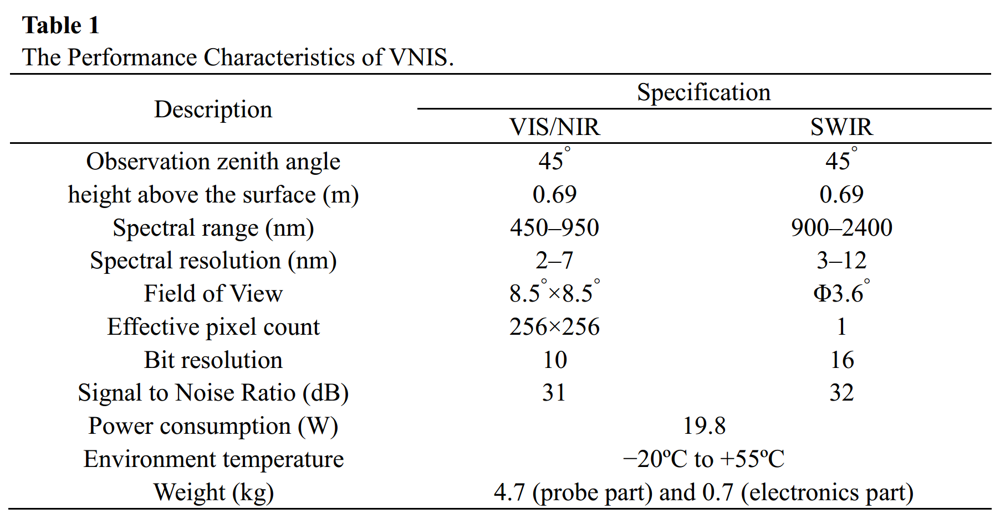 Table 1
The Performance Characteristics of VNIS.
Specification
Description
VIS/NIR SWIR
Observation zenith angle 45° 45°
height above the surface (m) 0.69 0.69
Spectral range (nm) 450–950 900–2400
Spectral resolution (nm) 2–7 3–12
Field of View 8.5°×8.5° Φ3.6°
Effective pixel count 256×256 1
Bit resolution 10 16
Signal to Noise Ratio (dB) 31 32
Power consumption (W) 19.8
Environment temperature −20ºC to +55ºC
Weight (kg) 4.7 (probe part) and 0.7 (electronics part)